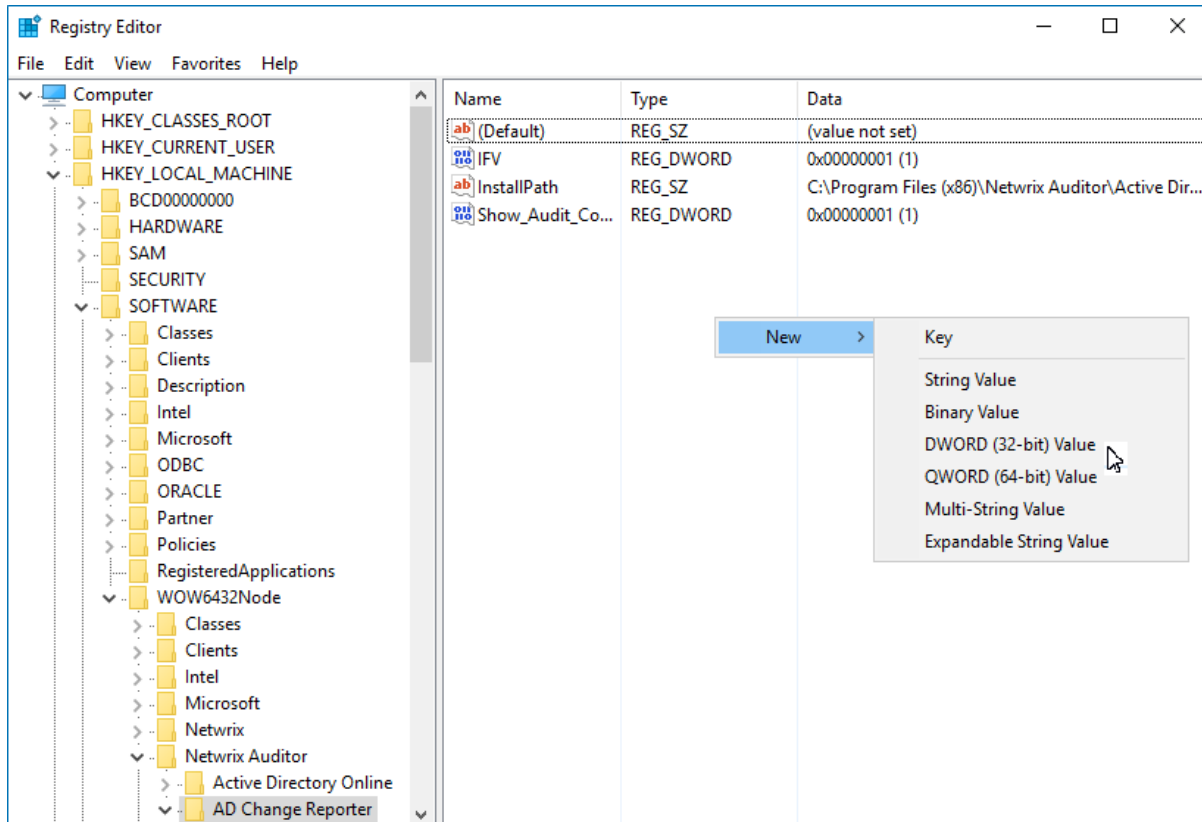 Registry Editor
File Edit View Favorites Help
Computer
HKEY_CLASSES_ROOT
HKEY_CURRENT_USER
HKEY_LOCAL_MACHINE
BCD00000000
HARDWARE
SAM
SECURITY
SOFTWARE
Classes
Clients
Description
Intel
Microsoft
ODBC
ORACLE
Partner
Policies
RegisteredApplications
WOW6432Node
Classes
Clients
Intel
Microsoft
Netwrix
Netwrix Auditor
Active Directory Online
AD Change Reporter
Name Type Data
(Default) REG_SZ (value not set)
IFV REG_DWORD 0x00000001 (1)
InstallPath REG_SZ C:\Program Files (x86)\Netwrix Auditor\Active Dir...
Show_Audit_Co... REG_DWORD 0x00000001 (1)
New
Key
String Value
Binary Value
DWORD (32-bit) Value
QWORD (64-bit) Value
Multi-String Value
Expandable String Value